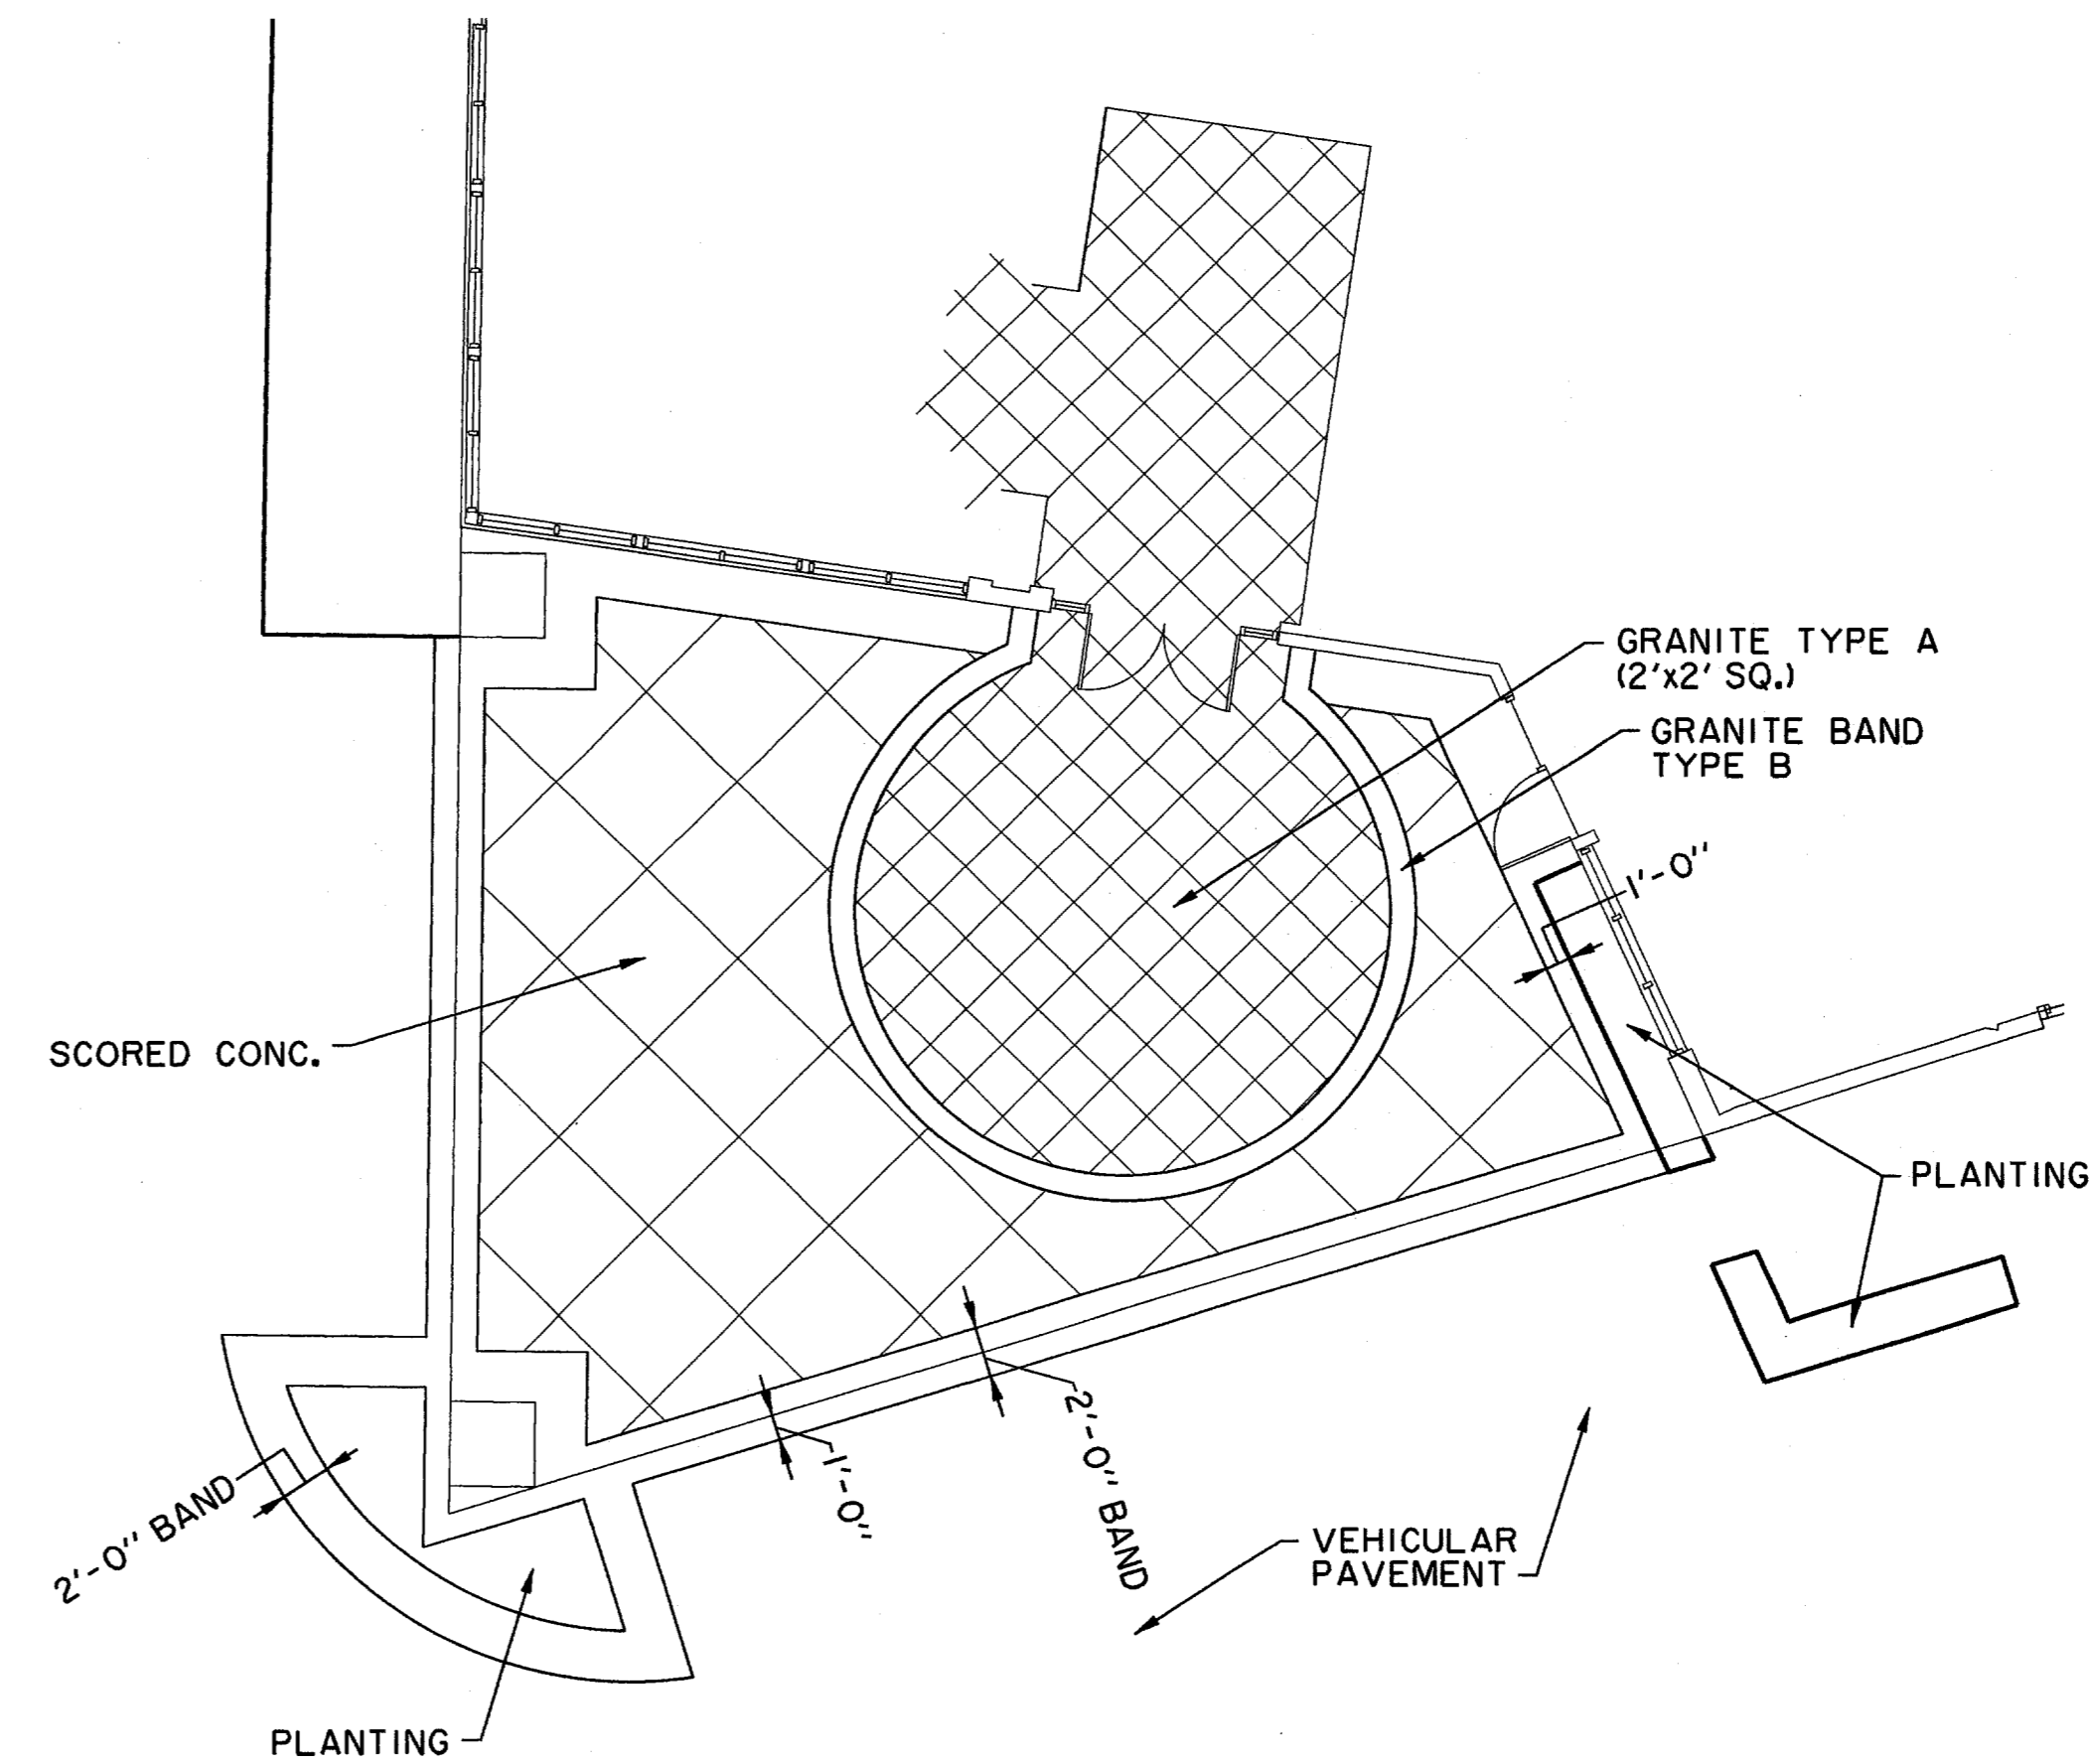 GRANITE TYPE A
(2'x2' SQ.)
GRANITE BAND
TYPE B
1'-0"
SCORED CONC.
PLANTING
2'-0" BAND
1'-0"
2'-0" BAND
VEHICULAR
PAVEMENT
PLANTING